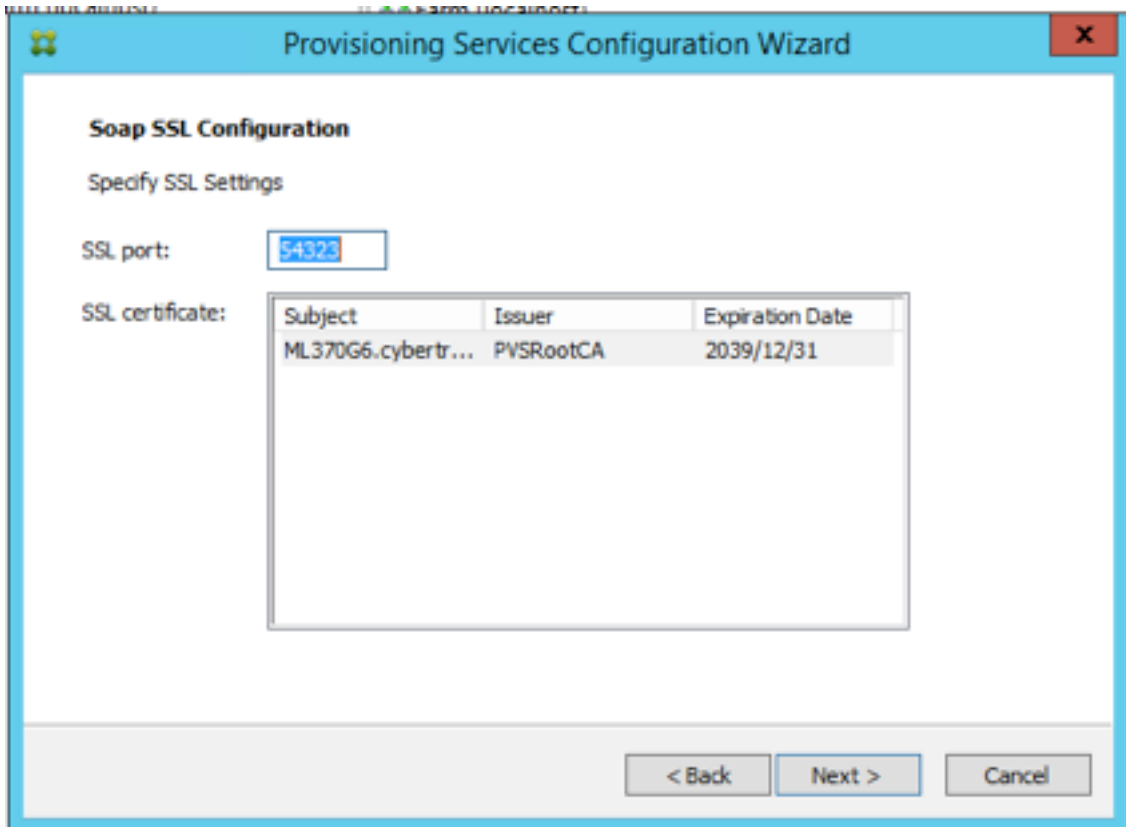 Provisioning Services Configuration Wizard
x
Soap SSL Configuration
Specify SSL Settings
SSL port: 54323
SSL certificate:
Subject Issuer Expiration Date
ML370G6.cybertr... PVSRootCA 2039/12/31
< Back Next > Cancel